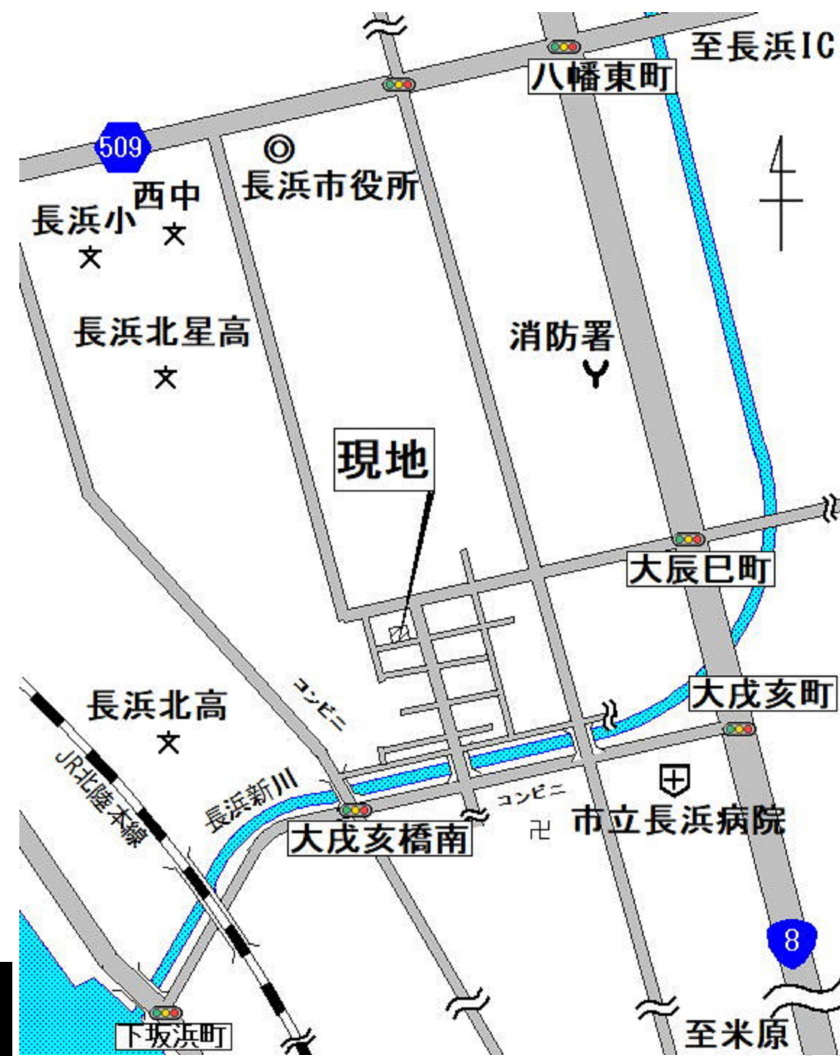 至長浜IC
八幡東町
509
長浜市役所
西中
長浜小
長浜北星高
消防署
現地
大辰巳町
大戌亥町
コンビニ
長浜北高
JR北陸本線
長浜新川
コンビニ
市立長浜病院
大戌亥橋南
8
下坂浜町
至米原